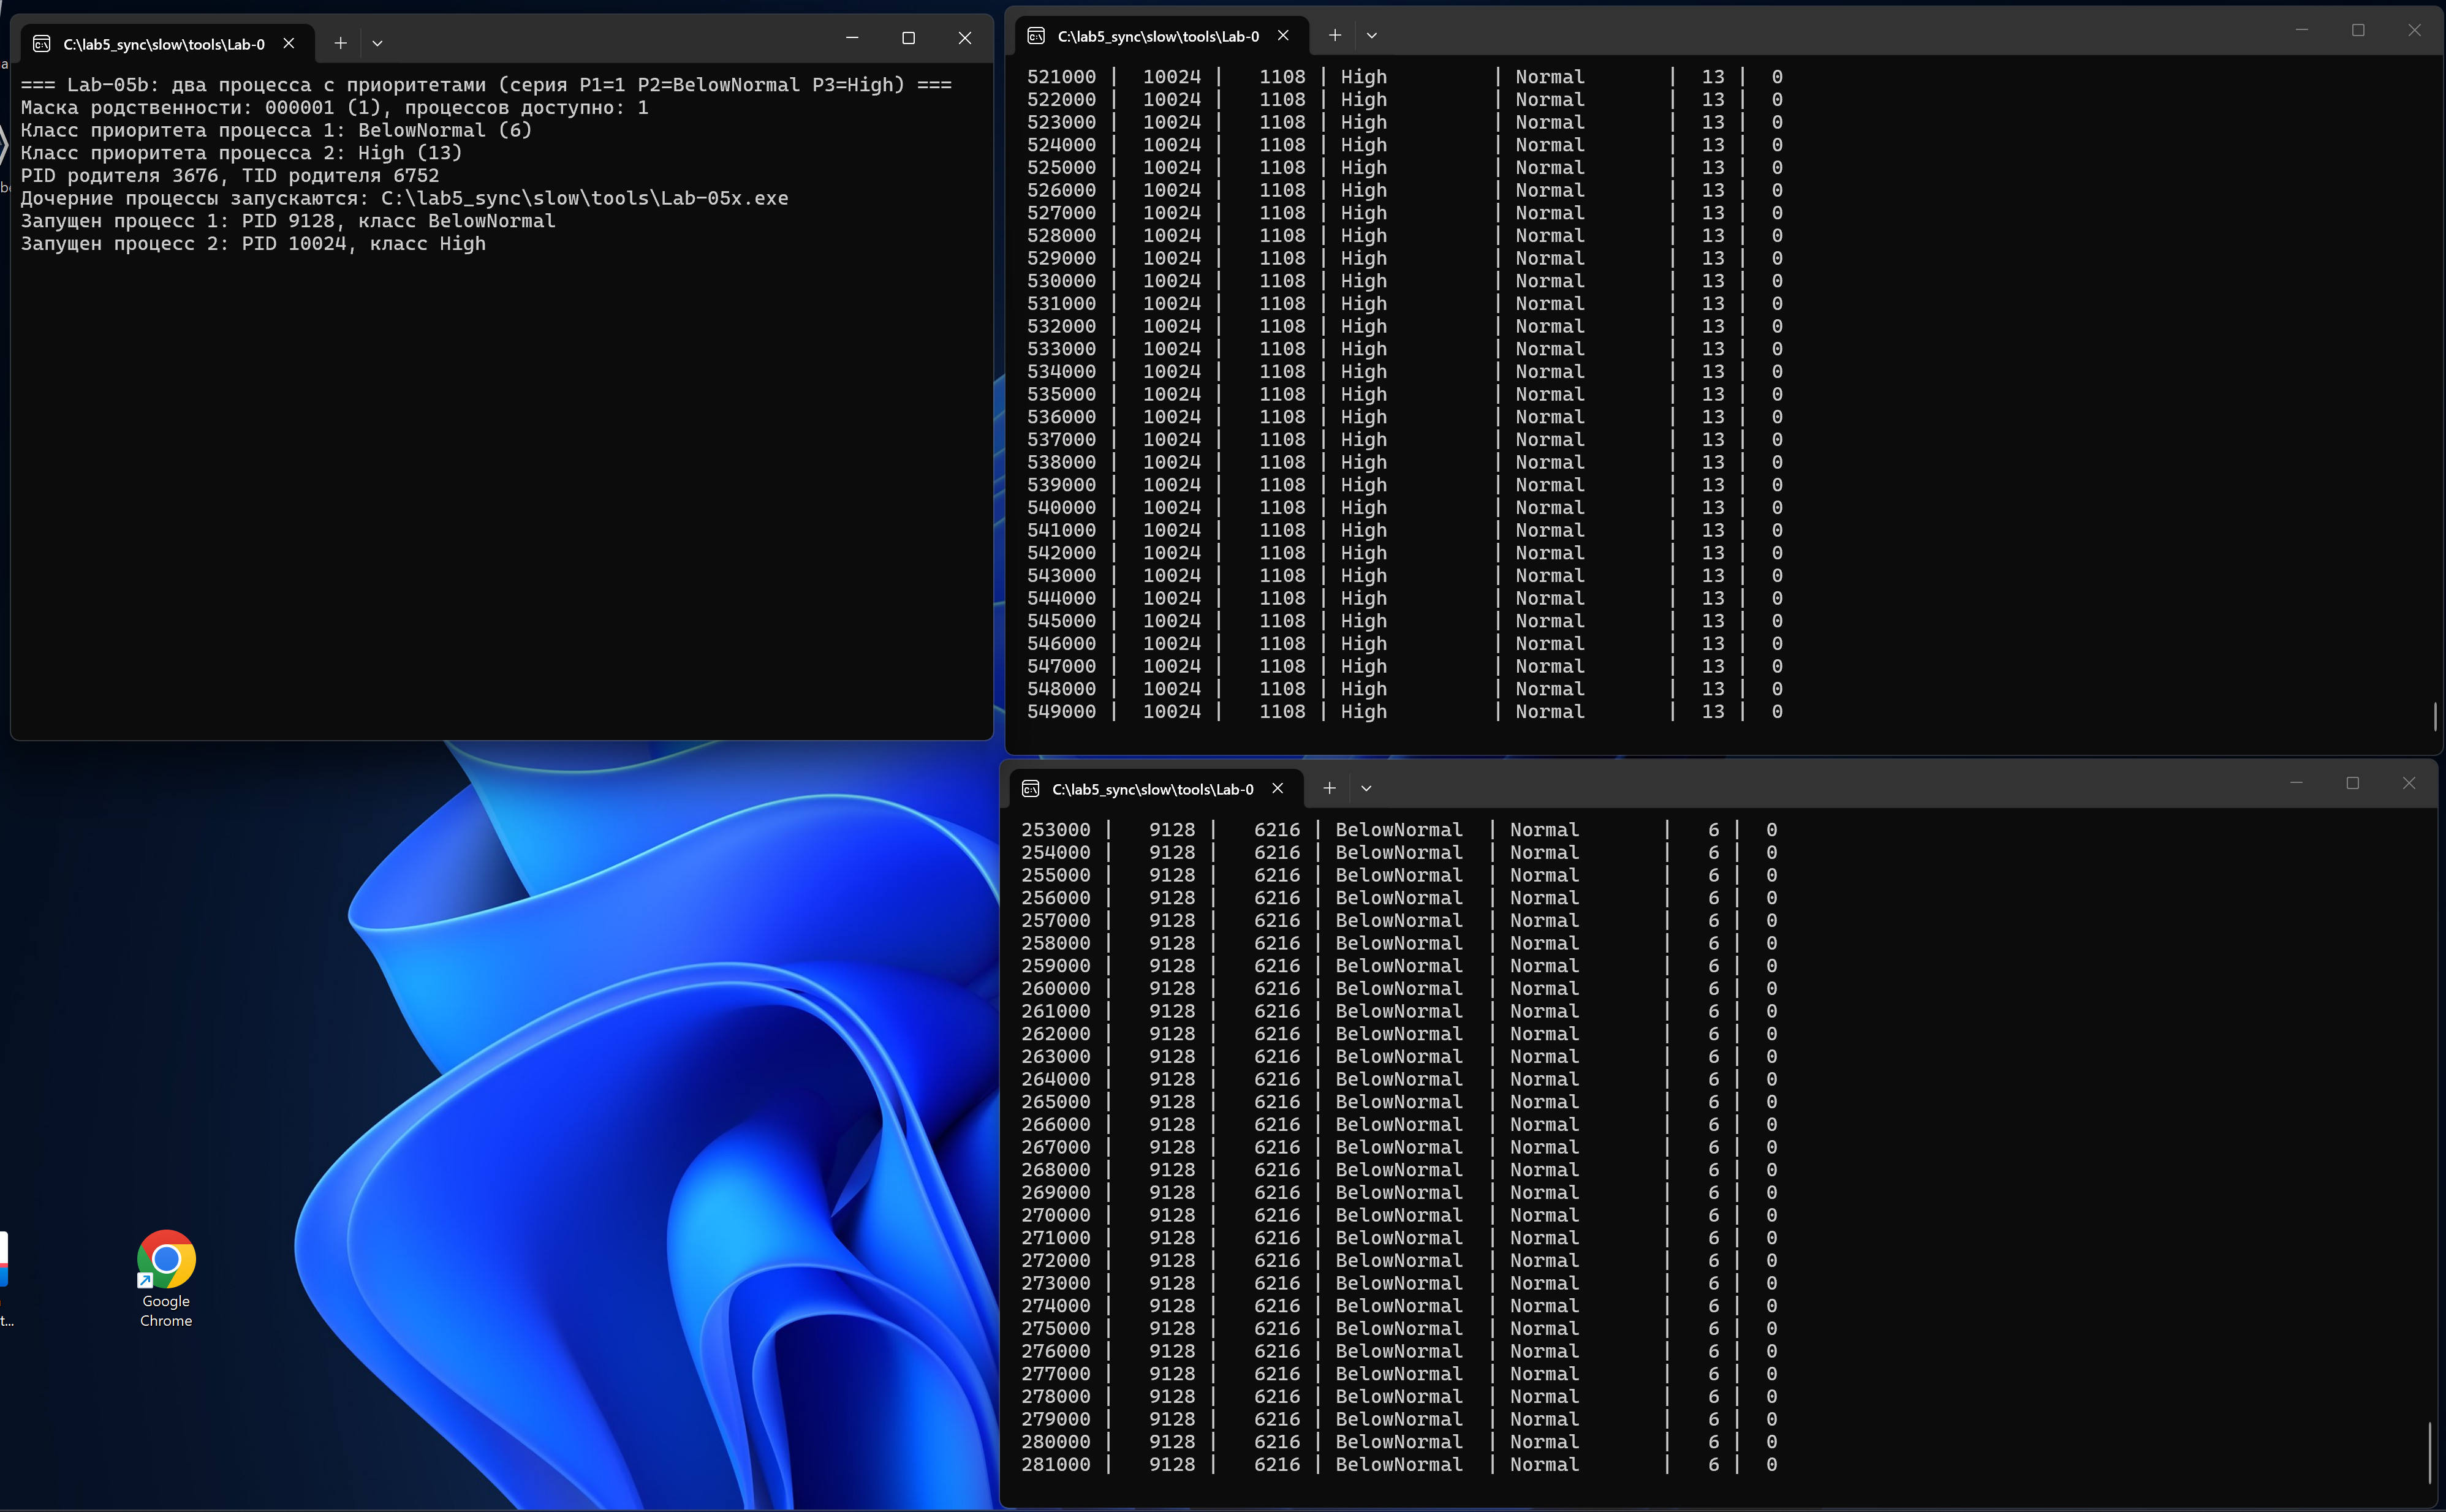 C:\lab5_sync\slow\tools\Lab-0
=== Lab-05b: два процесса с приоритетами (серия P1=1 P2=BelowNormal P3=High) ===
Маска родственности: 000001 (1), процессов доступно: 1
Класс приоритета процесса 1: BelowNormal (6)
Класс приоритета процесса 2: High (13)
PID родителя 3676, TID родителя 6752
Дочерние процессы запускаются: C:\lab5_sync\slow\tools\Lab-05x.exe
Запущен процесс 1: PID 9128, класс BelowNormal
Запущен процесс 2: PID 10024, класс High
C:\lab5_sync\slow\tools\Lab-0
521000 | 10024 | 1108 | High | Normal | 13 | 0
522000 | 10024 | 1108 | High | Normal | 13 | 0
523000 | 10024 | 1108 | High | Normal | 13 | 0
524000 | 10024 | 1108 | High | Normal | 13 | 0
525000 | 10024 | 1108 | High | Normal | 13 | 0
526000 | 10024 | 1108 | High | Normal | 13 | 0
527000 | 10024 | 1108 | High | Normal | 13 | 0
528000 | 10024 | 1108 | High | Normal | 13 | 0
529000 | 10024 | 1108 | High | Normal | 13 | 0
530000 | 10024 | 1108 | High | Normal | 13 | 0
531000 | 10024 | 1108 | High | Normal | 13 | 0
532000 | 10024 | 1108 | High | Normal | 13 | 0
533000 | 10024 | 1108 | High | Normal | 13 | 0
534000 | 10024 | 1108 | High | Normal | 13 | 0
535000 | 10024 | 1108 | High | Normal | 13 | 0
536000 | 10024 | 1108 | High | Normal | 13 | 0
537000 | 10024 | 1108 | High | Normal | 13 | 0
538000 | 10024 | 1108 | High | Normal | 13 | 0
539000 | 10024 | 1108 | High | Normal | 13 | 0
540000 | 10024 | 1108 | High | Normal | 13 | 0
541000 | 10024 | 1108 | High | Normal | 13 | 0
542000 | 10024 | 1108 | High | Normal | 13 | 0
543000 | 10024 | 1108 | High | Normal | 13 | 0
544000 | 10024 | 1108 | High | Normal | 13 | 0
545000 | 10024 | 1108 | High | Normal | 13 | 0
546000 | 10024 | 1108 | High | Normal | 13 | 0
547000 | 10024 | 1108 | High | Normal | 13 | 0
548000 | 10024 | 1108 | High | Normal | 13 | 0
549000 | 10024 | 1108 | High | Normal | 13 | 0
C:\lab5_sync\slow\tools\Lab-0
253000 | 9128 | 6216 | BelowNormal | Normal | 6 | 0
254000 | 9128 | 6216 | BelowNormal | Normal | 6 | 0
255000 | 9128 | 6216 | BelowNormal | Normal | 6 | 0
256000 | 9128 | 6216 | BelowNormal | Normal | 6 | 0
257000 | 9128 | 6216 | BelowNormal | Normal | 6 | 0
258000 | 9128 | 6216 | BelowNormal | Normal | 6 | 0
259000 | 9128 | 6216 | BelowNormal | Normal | 6 | 0
260000 | 9128 | 6216 | BelowNormal | Normal | 6 | 0
261000 | 9128 | 6216 | BelowNormal | Normal | 6 | 0
262000 | 9128 | 6216 | BelowNormal | Normal | 6 | 0
263000 | 9128 | 6216 | BelowNormal | Normal | 6 | 0
264000 | 9128 | 6216 | BelowNormal | Normal | 6 | 0
265000 | 9128 | 6216 | BelowNormal | Normal | 6 | 0
266000 | 9128 | 6216 | BelowNormal | Normal | 6 | 0
267000 | 9128 | 6216 | BelowNormal | Normal | 6 | 0
268000 | 9128 | 6216 | BelowNormal | Normal | 6 | 0
269000 | 9128 | 6216 | BelowNormal | Normal | 6 | 0
270000 | 9128 | 6216 | BelowNormal | Normal | 6 | 0
271000 | 9128 | 6216 | BelowNormal | Normal | 6 | 0
272000 | 9128 | 6216 | BelowNormal | Normal | 6 | 0
273000 | 9128 | 6216 | BelowNormal | Normal | 6 | 0
274000 | 9128 | 6216 | BelowNormal | Normal | 6 | 0
275000 | 9128 | 6216 | BelowNormal | Normal | 6 | 0
276000 | 9128 | 6216 | BelowNormal | Normal | 6 | 0
277000 | 9128 | 6216 | BelowNormal | Normal | 6 | 0
278000 | 9128 | 6216 | BelowNormal | Normal | 6 | 0
279000 | 9128 | 6216 | BelowNormal | Normal | 6 | 0
280000 | 9128 | 6216 | BelowNormal | Normal | 6 | 0
281000 | 9128 | 6216 | BelowNormal | Normal | 6 | 0
Google
Chrome